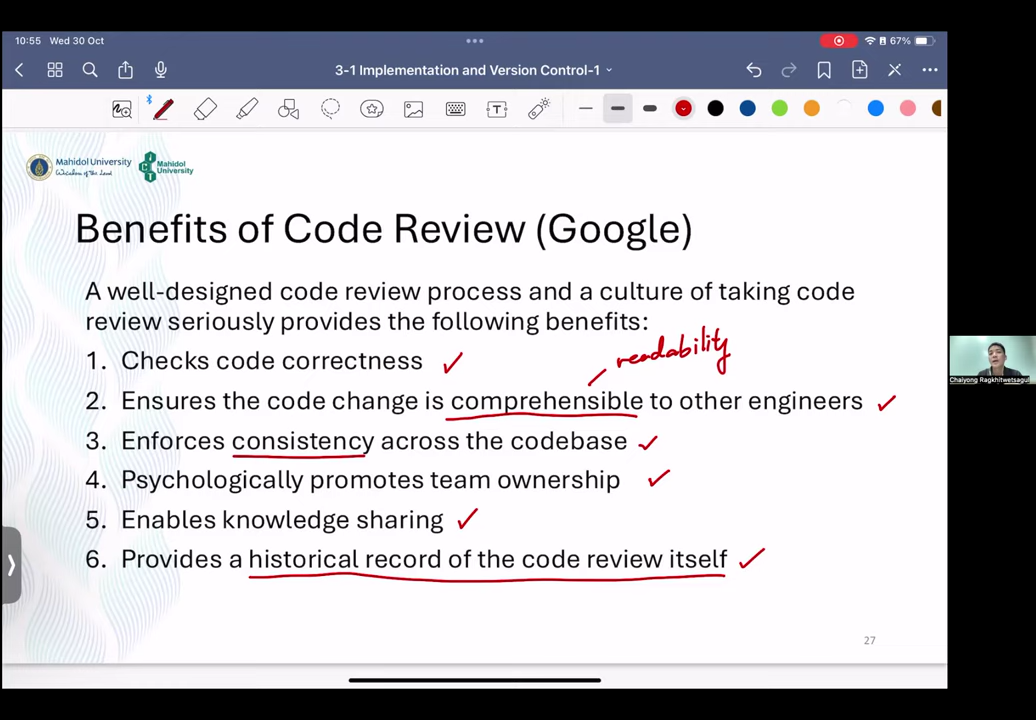 10:55 Wed 30 Oct
67%
3-1 Implementation and Version Control-1
Mahidol University
Wisdom of the Land
Mahidol
University
Benefits of Code Review (Google)
A well-designed code review process and a culture of taking code
review seriously provides the following benefits:
readability
1. Checks code correctness
2. Ensures the code change is comprehensible to other engineers
3. Enforces consistency across the codebase
4. Psychologically promotes team ownership
5. Enables knowledge sharing
6. Provides a historical record of the code review itself
27
Chaiyong Ragkhitwetsagul